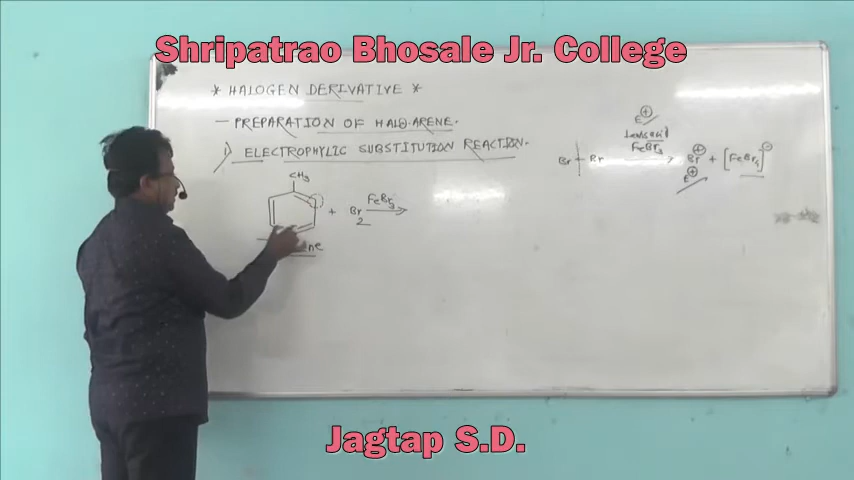 Shripatrao Bhosale Jr. College
* HALOGEN DERIVATIVE *
- PREPARATION OF HALO-ARENE.
1) ELECTROPHYLIC SUBSTITUTION REACTION.
E⊕
Lewis acid
FeBr3
Br Br → Br⊕ + [FeBr4]⊖
E⊕
CH3
+ Br2 FeBr3 →
Jagtap S.D.